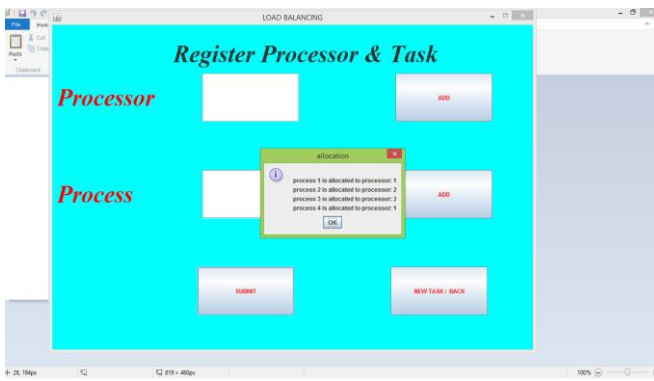 LOAD BALANCING
File
Home
Cut
Copy
Paste
Clipboard
Register Processor & Task
Processor
ADD
allocation
process 1 is allocated to processor: 1
process 2 is allocated to processor: 2
process 3 is allocated to processor: 2
process 4 is allocated to processor: 1
OK
Process
ADD
SUBMIT
NEW TASK / BACK
28, 194px
819 × 460px
100%